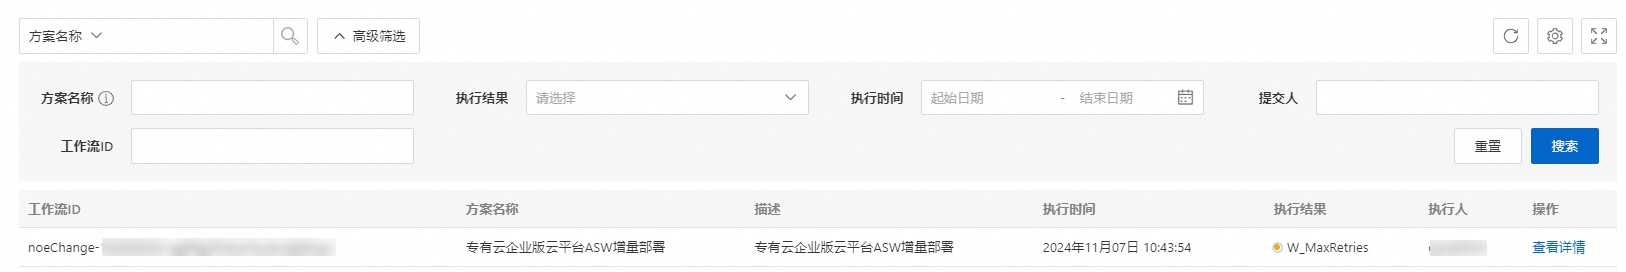 方案名称 高级筛选
方案名称 执行结果 请选择 执行时间 起始日期 - 结束日期 提交人
工作流ID 重置 搜索
工作流ID 方案名称 描述 执行时间 执行结果 执行人 操作
noeChange- 专有云企业版云平台ASW增量部署 专有云企业版云平台ASW增量部署 2024年11月07日 10:43:54 W_MaxRetries 查看详情